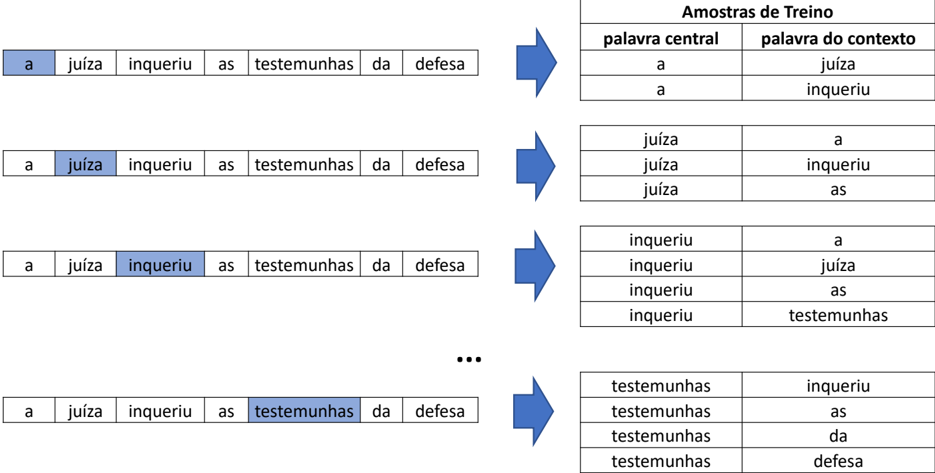 Amostras de Treino
palavra central palavra do contexto
a juíza inqueriu as testemunhas da defesa
a juíza
a inqueriu
a juíza inqueriu as testemunhas da defesa
juíza a
juíza inqueriu
juíza as
a juíza inqueriu as testemunhas da defesa
inqueriu a
inqueriu juíza
inqueriu as
inqueriu testemunhas
...
a juíza inqueriu as testemunhas da defesa
testemunhas inqueriu
testemunhas as
testemunhas da
testemunhas defesa